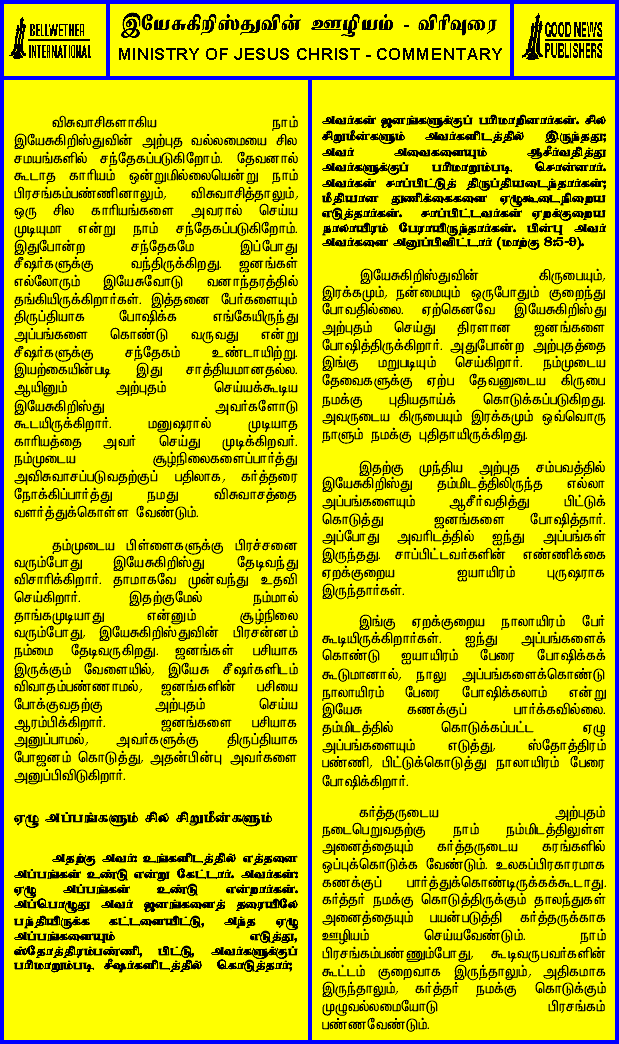 BELLWETHER
INTERNATIONAL
இயேசுகிறிஸ்துவின் ஊழியம் - விரிவுரை
MINISTRY OF JESUS CHRIST - COMMENTARY
GOOD NEWS
PUBLISHERS
விசுவாசிகளாகிய நாம்
இயேசுகிறிஸ்துவின் அற்புத வல்லமையை சில
சமயங்களில் சந்தேகப்படுகிறோம். தேவனால்
கூடாத காரியம் ஒன்றுமில்லையென்று நாம்
பிரசங்கம்பண்ணினாலும், விசுவாசித்தாலும்,
ஒரு சில காரியங்களை அவரால் செய்ய
முடியுமா என்று நாம் சந்தேகப்படுகிறோம்.
இதுபோன்ற சந்தேகமே இப்போது
சீஷர்களுக்கு வந்திருக்கிறது. ஜனங்கள்
எல்லோரும் இயேசுவோடு வனாந்தரத்தில்
தங்கியிருக்கிறார்கள். இத்தனை பேர்களையும்
திருப்தியாக போஷிக்க எங்கேயிருந்து
அப்பங்களை கொண்டு வருவது என்று
சீஷர்களுக்கு சந்தேகம் உண்டாயிற்று.
இயற்கையின்படி இது சாத்தியமானதல்ல.
ஆயினும் அற்புதம் செய்யக்கூடிய
இயேசுகிறிஸ்து அவர்களோடு
கூடயிருக்கிறார். மனுஷரால் முடியாத
காரியத்தை அவர் செய்து முடிக்கிறவர்.
நம்முடைய சூழ்நிலைகளைப்பார்த்து
அவிசுவாசப்படுவதற்குப் பதிலாக, கர்த்தரை
நோக்கிப்பார்த்து நமது விசுவாசத்தை
வளர்த்துக்கொள்ள வேண்டும்.
தம்முடைய பிள்ளைகளுக்கு பிரச்சனை
வரும்போது இயேசுகிறிஸ்து தேடிவந்து
விசாரிக்கிறார். தாமாகவே முன்வந்து உதவி
செய்கிறார். இதற்குமேல் நம்மால்
தாங்கமுடியாது என்னும் சூழ்நிலை
வரும்போது, இயேசுகிறிஸ்துவின் பிரசன்னம்
நம்மை தேடிவருகிறது. ஜனங்கள் பசியாக
இருக்கும் வேளையில், இயேசு சீஷர்களிடம்
விவாதம்பண்ணாமல், ஜனங்களின் பசியை
போக்குவதற்கு அற்புதம் செய்ய
ஆரம்பிக்கிறார். ஜனங்களை பசியாக
அனுப்பாமல், அவர்களுக்கு திருப்தியாக
போஜனம் கொடுத்து, அதன்பின்பு அவர்களை
அனுப்பிவிடுகிறார்.
ஏழு அப்பங்களும் சில சிறுமீன்களும்
அதற்கு அவர்: உங்களிடத்தில் எத்தனை
அப்பங்கள் உண்டு என்று கேட்டார். அவர்கள்:
ஏழு அப்பங்கள் உண்டு என்றார்கள்.
அப்பொழுது அவர் ஜனங்களைத் தரையிலே
பந்தியிருக்க கட்டளையிட்டு, அந்த ஏழு
அப்பங்களையும் எடுத்து,
ஸ்தோத்திரம்பண்ணி, பிட்டு, அவர்களுக்குப்
பரிமாறும்படி சீஷர்களிடத்தில் கொடுத்தார்;
அவர்கள் ஜனங்களுக்குப் பரிமாறினார்கள். சில
சிறுமீன்களும் அவர்களிடத்தில் இருந்தது;
அவர் அவைகளையும் ஆசீர்வதித்து
அவர்களுக்குப் பரிமாறும்படி சொன்னார்.
அவர்கள் சாப்பிட்டுத் திருப்தியடைந்தார்கள்;
மீதியான துணிக்கைகளை ஏழுகூடைநிறைய
எடுத்தார்கள். சாப்பிட்டவர்கள் ஏறக்குறைய
நாலாயிரம் பேராயிருந்தார்கள். பின்பு அவர்
அவர்களை அனுப்பிவிட்டார் (மாற்கு 8:5-9).
இயேசுகிறிஸ்துவின் கிருபையும்,
இரக்கமும், நன்மையும் ஒருபோதும் குறைந்து
போவதில்லை. ஏற்கெனவே இயேசுகிறிஸ்து
அற்புதம் செய்து திரளான ஜனங்களை
போஷித்திருக்கிறார். அதுபோன்ற அற்புதத்தை
இங்கு மறுபடியும் செய்கிறார். நம்முடைய
தேவைகளுக்கு ஏற்ப தேவனுடைய கிருபை
நமக்கு புதியதாய்க் கொடுக்கப்படுகிறது.
அவருடைய கிருபையும் இரக்கமும் ஒவ்வொரு
நாளும் நமக்கு புதிதாயிருக்கிறது.
இதற்கு முந்திய அற்புத சம்பவத்தில்
இயேசுகிறிஸ்து தம்மிடத்திலிருந்த எல்லா
அப்பங்களையும் ஆசீர்வதித்து பிட்டுக்
கொடுத்து ஜனங்களை போஷித்தார்.
அப்போது அவரிடத்தில் ஐந்து அப்பங்கள்
இருந்தது. சாப்பிட்டவர்களின் எண்ணிக்கை
ஏறக்குறைய ஐயாயிரம் புருஷராக
இருந்தார்கள்.
இங்கு ஏறக்குறைய நாலாயிரம் பேர்
கூடியிருக்கிறார்கள். ஐந்து அப்பங்களைக்
கொண்டு ஐயாயிரம் பேரை போஷிக்கக்
கூடுமானால், நாலு அப்பங்களைக்கொண்டு
நாலாயிரம் பேரை போஷிக்கலாம் என்று
இயேசு கணக்குப் பார்க்கவில்லை.
தம்மிடத்தில் கொடுக்கப்பட்ட ஏழு
அப்பங்களையும் எடுத்து, ஸ்தோத்திரம்
பண்ணி, பிட்டுக்கொடுத்து நாலாயிரம் பேரை
போஷிக்கிறார்.
கர்த்தருடைய அற்புதம்
நடைபெறுவதற்கு நாம் நம்மிடத்திலுள்ள
அனைத்தையும் கர்த்தருடைய கரங்களில்
ஒப்புக்கொடுக்க வேண்டும். உலகப்பிரகாரமாக
கணக்குப் பார்த்துக்கொண்டிருக்கக்கூடாது.
கர்த்தர் நமக்கு கொடுத்திருக்கும் தாலந்துகள்
அனைத்தையும் பயன்படுத்தி கர்த்தருக்காக
ஊழியம் செய்யவேண்டும். நாம்
பிரசங்கம்பண்ணும்போது, கூடிவருபவர்களின்
கூட்டம் குறைவாக இருந்தாலும், அதிகமாக
இருந்தாலும், கர்த்தர் நமக்கு கொடுக்கும்
முழுவல்லமையோடு பிரசங்கம்
பண்ணவேண்டும்.